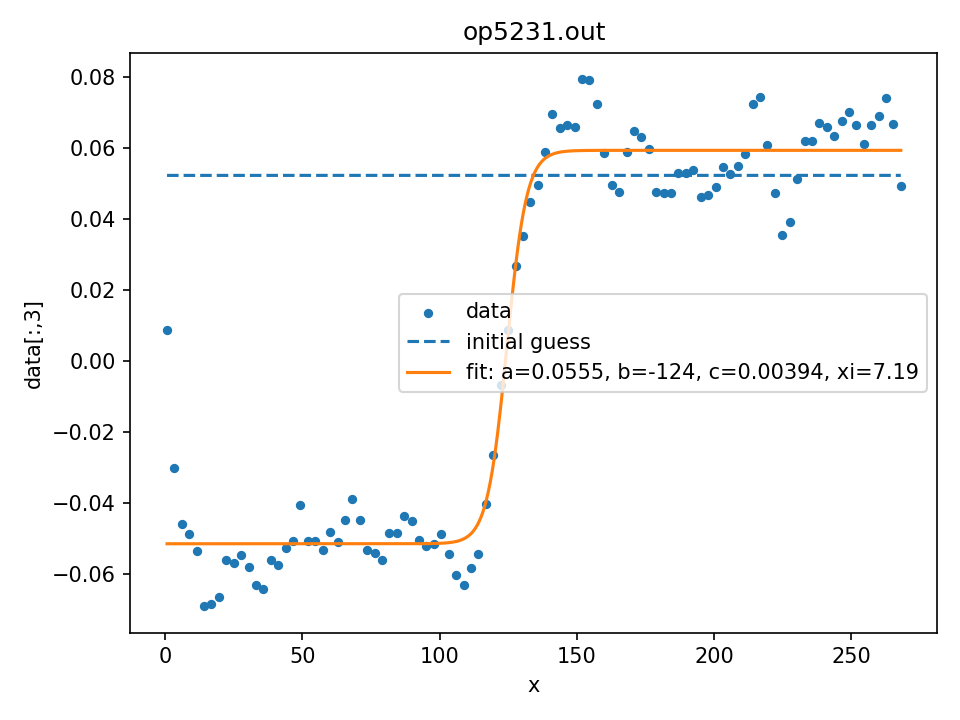 op5231.out
0.08
0.06
0.04
0.02
0.00
−0.02
−0.04
−0.06
data[:,3]
data
initial guess
fit: a=0.0555, b=-124, c=0.00394, xi=7.19
0 50 100 150 200 250
x